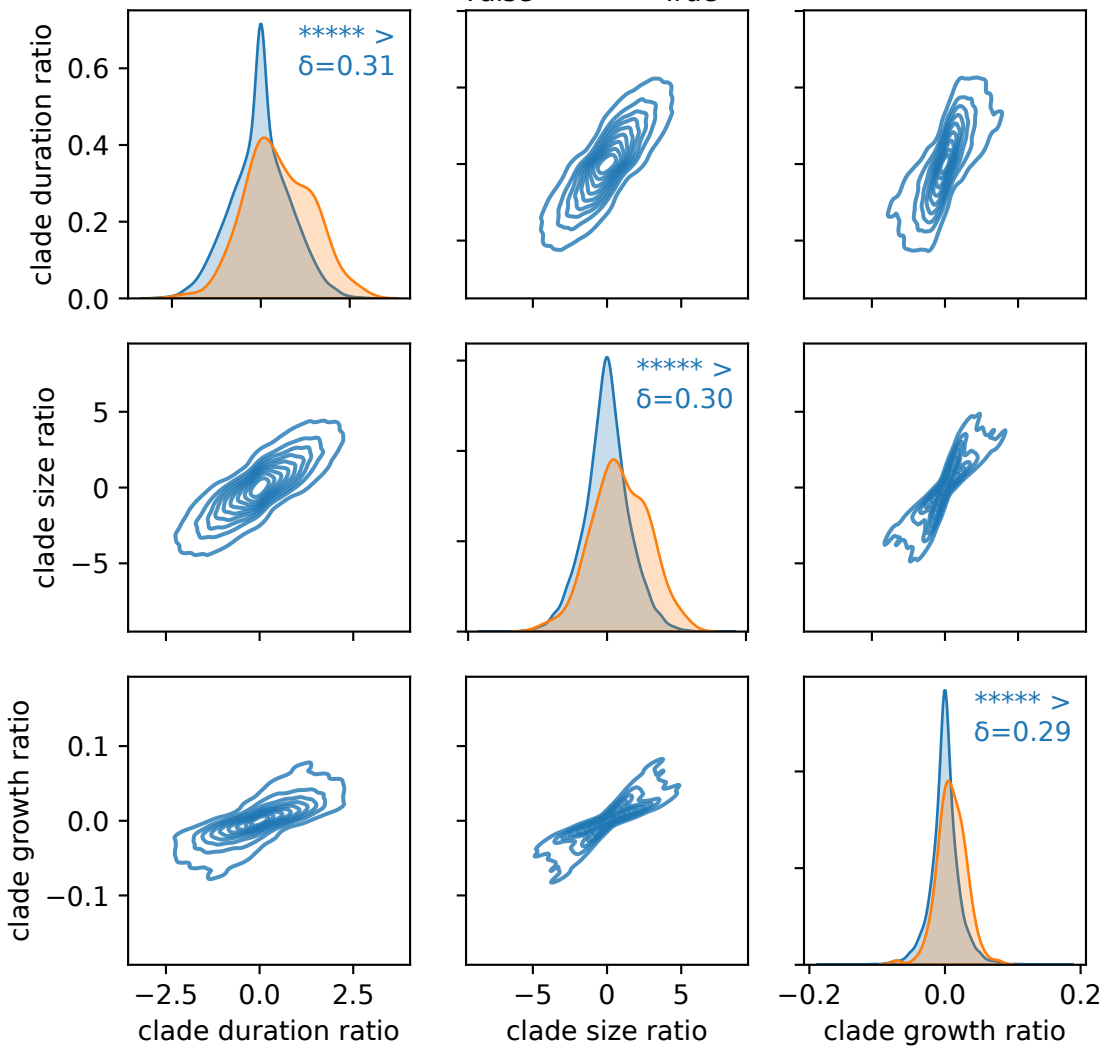 ***** >
δ=0.31
clade duration ratio
0.6
0.4
0.2
0.0
***** >
δ=0.30
clade size ratio
5
0
−5
***** >
δ=0.29
clade growth ratio
0.1
0.0
−0.1
−2.5 0.0 2.5
−5 0 5
−0.2 0.0 0.2
clade duration ratio
clade size ratio
clade growth ratio